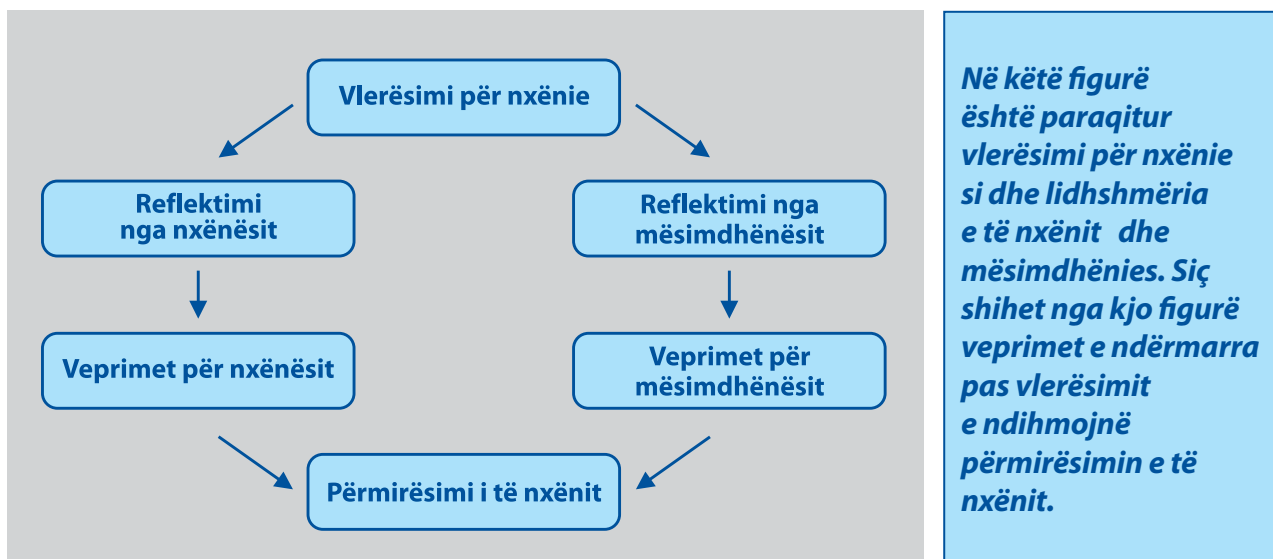 Vlerësimi për nxënie
Reflektimi
nga nxënësit
Reflektimi nga
mësimdhënësit
Veprimet për nxënësit
Veprimet për
mësimdhënësit
Përmirësimi i të nxënit
Në këtë figurë
është paraqitur
vlerësimi për nxënie
si dhe lidhshmëria
e të nxënit dhe
mësimdhënies. Siç
shihet nga kjo figurë
veprimet e ndërmarra
pas vlerësimit
e ndihmojnë
përmirësimin e të
nxënit.